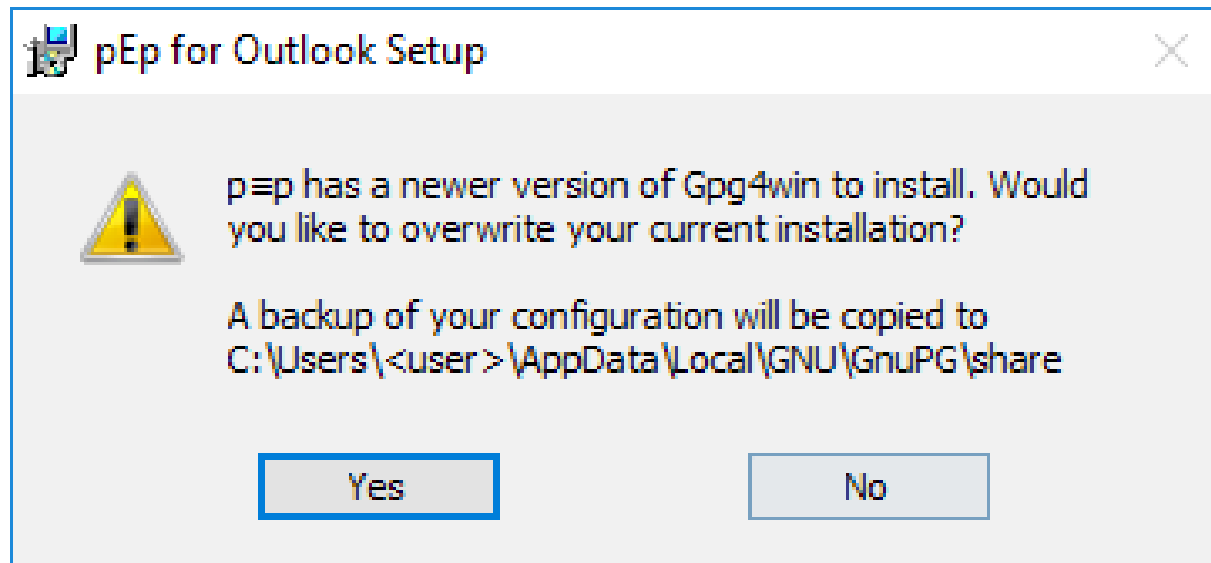 pEp for Outlook Setup
p≡p has a newer version of Gpg4win to install. Would
you like to overwrite your current installation?
A backup of your configuration will be copied to
C:\Users\<user>\AppData\Local\GNU\GnuPG\share
Yes
No